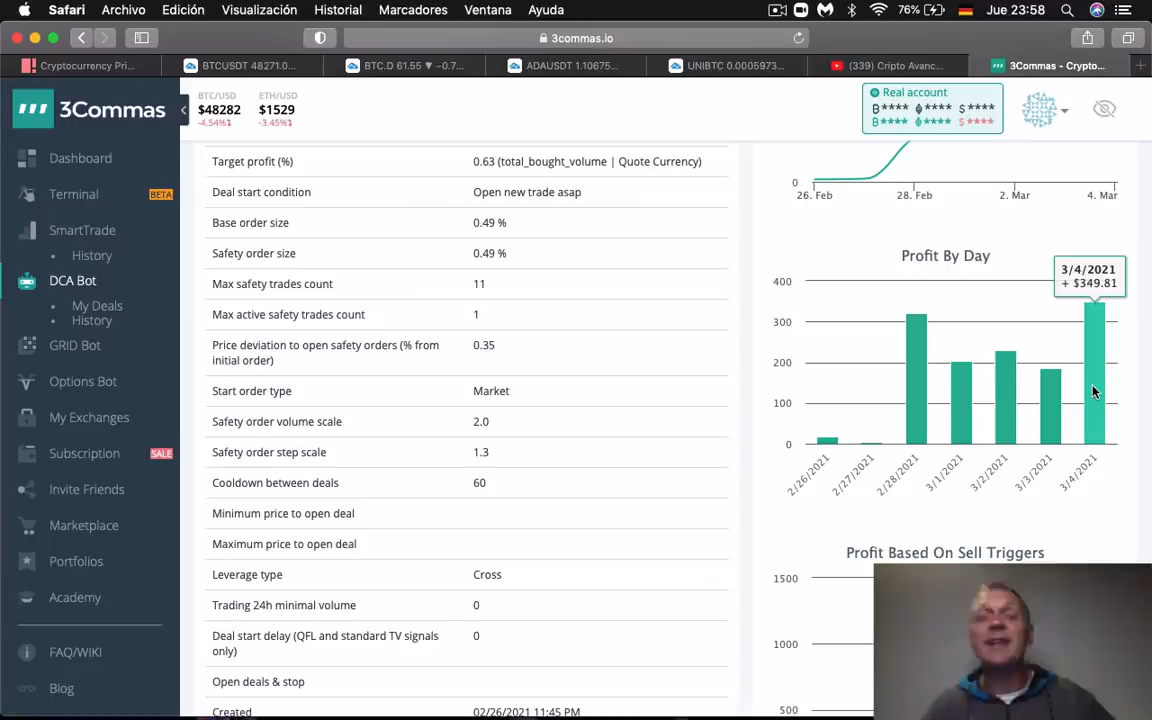 Safari Archivo Edición Visualización Historial Marcadores Ventana Ayuda 76% Jue 23:58
3commas.io
Cryptocurrency Pri...
BTCUSDT 48271.0...
BTC.D 61.55 ▼ −0.7...
ADAUSDT 1.10675...
UNIBTC 0.0005973...
(339) Cripto Avanc...
3Commas - Crypto...
3Commas
BTC/USD
$48282
-4.54%
ETH/USD
$1529
-3.45%
Real account
**** **** $****
**** **** $****
Dashboard
Terminal BETA
SmartTrade
History
DCA Bot
My Deals
History
GRID Bot
Options Bot
My Exchanges
Subscription SALE
Invite Friends
Marketplace
Portfolios
Academy
FAQ/WIKI
Blog
Target profit (%) 0.63 (total_bought_volume | Quote Currency)
Deal start condition Open new trade asap
Base order size 0.49 %
Safety order size 0.49 %
Max safety trades count 11
Max active safety trades count 1
Price deviation to open safety orders (% from
initial order) 0.35
Start order type Market
Safety order volume scale 2.0
Safety order step scale 1.3
Cooldown between deals 60
Minimum price to open deal
Maximum price to open deal
Leverage type Cross
Trading 24h minimal volume 0
Deal start delay (QFL and standard TV signals
only) 0
Open deals & stop
Created 02/26/2021 11:45 PM
0
26. Feb 28. Feb 2. Mar 4. Mar
Profit By Day
3/4/2021
+ $349.81
400
300
200
100
0
2/26/2021 2/27/2021 2/28/2021 3/1/2021 3/2/2021 3/3/2021 3/4/2021
Profit Based On Sell Triggers
1500
1000
500